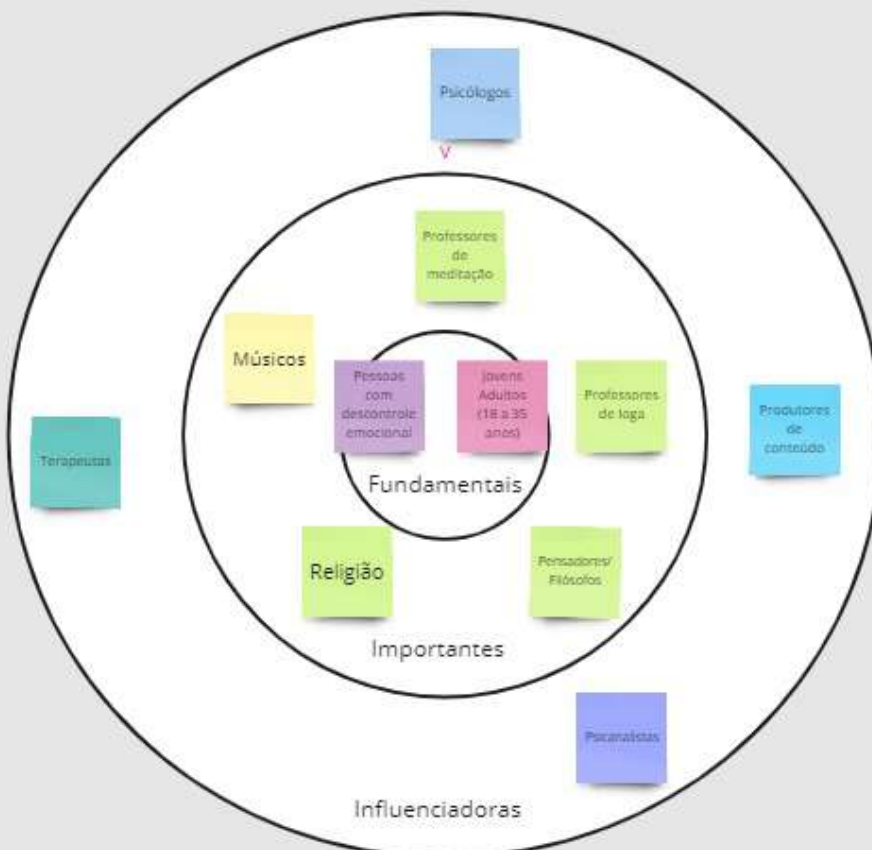 Psicólogos
V
Professores
de
meditação
Músicos
Pessoas
com
descontrole
emocional
Jovens
Adultos
(18 a 35
anos)
Professores
de Ioga
Produtores
de
conteúdo
Terapeutas
Fundamentais
Religião
Pensadores/
Filósofos
Importantes
Psicanalistas
Influenciadoras